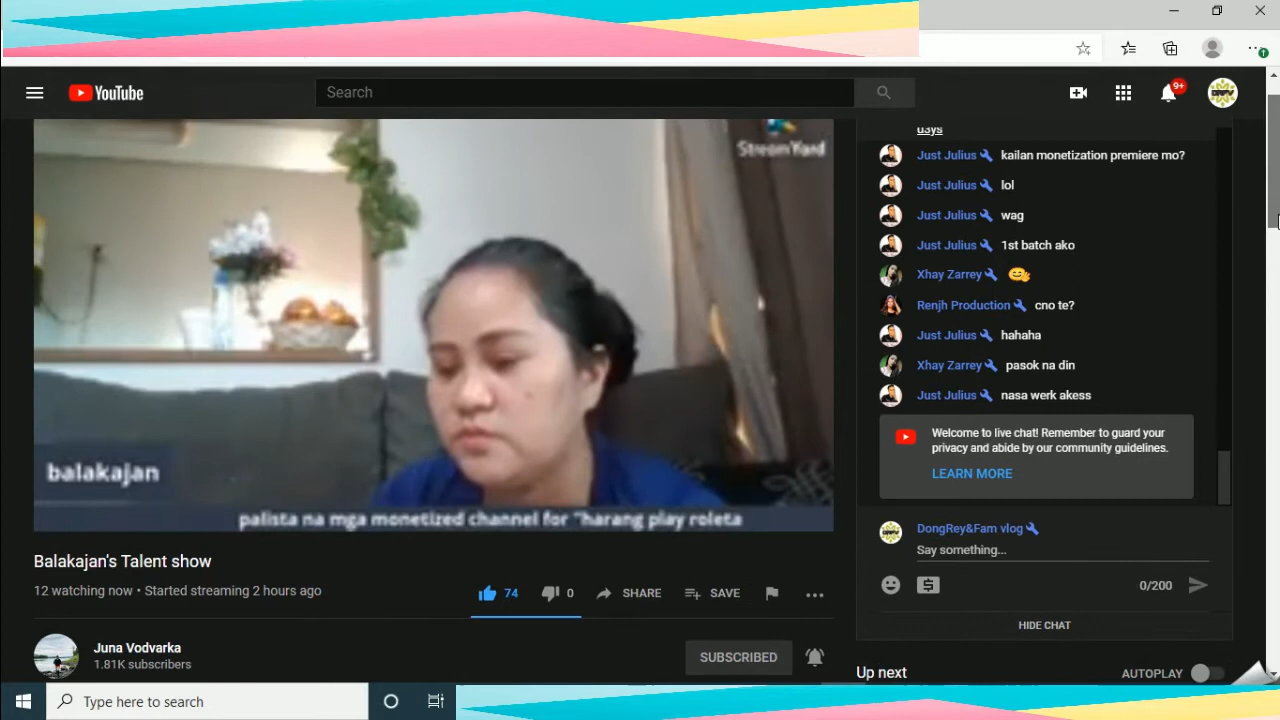 YouTube
Search
9+
StreamYard
balakajan
palista na mga monetized channel for "harang play roleta
Balakajan's Talent show
12 watching now • Started streaming 2 hours ago
74
0
SHARE
SAVE
Juna Vodvarka
1.81K subscribers
SUBSCRIBED
d3ys
Just Julius kailan monetization premiere mo?
Just Julius lol
Just Julius wag
Just Julius 1st batch ako
Xhay Zarrey
Renjh Production cno te?
Just Julius hahaha
Xhay Zarrey pasok na din
Just Julius nasa werk akess
Welcome to live chat! Remember to guard your
privacy and abide by our community guidelines.
LEARN MORE
DongRey&Fam vlog
Say something...
0/200
HIDE CHAT
Up next
AUTOPLAY
Type here to search